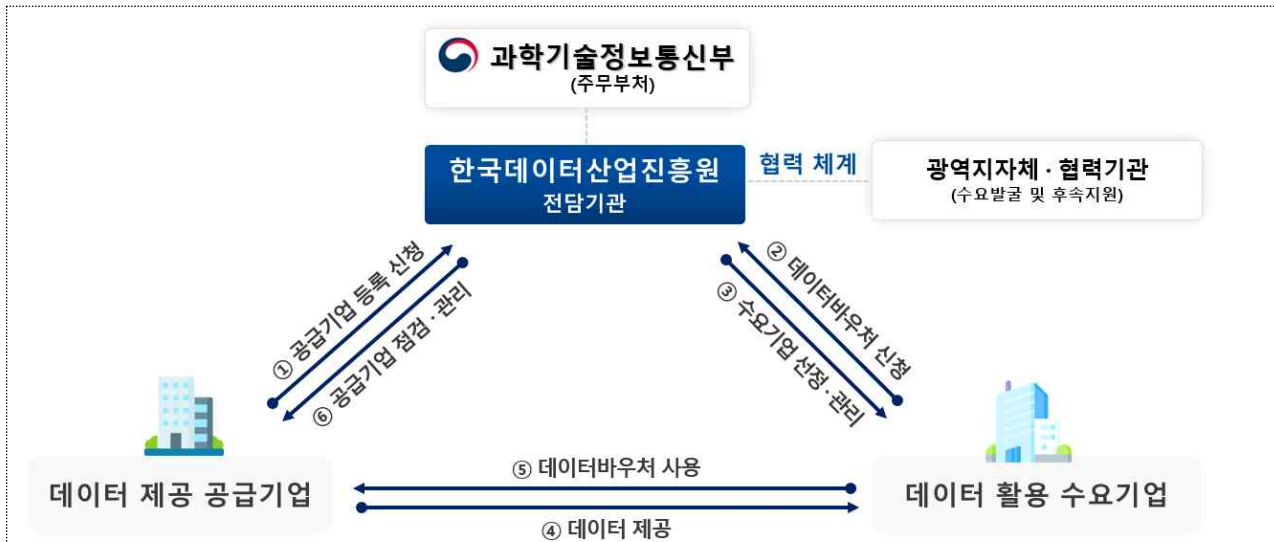 과학기술정보통신부
(주무부처)
한국데이터산업진흥원
전담기관
협력 체계
광역지자체 · 협력기관
(수요발굴 및 후속지원)
① 공급기업 등록 신청
⑥ 공급기업 점검 · 관리
② 데이터바우처 신청
③ 수요기업 선정 · 관리
데이터 제공 공급기업
⑤ 데이터바우처 사용
④ 데이터 제공
데이터 활용 수요기업